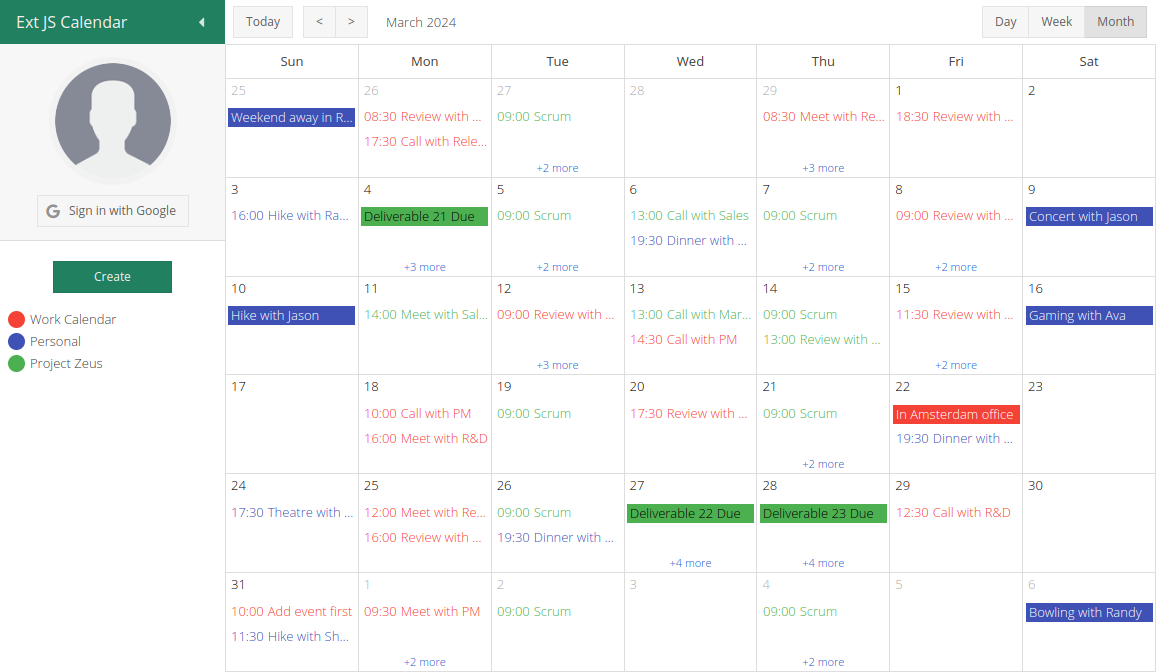 Ext JS Calendar
Today < > March 2024 Day Week Month
Sign in with Google
Create
Work Calendar
Personal
Project Zeus
Sun Mon Tue Wed Thu Fri Sat
25 26 27 28 29 1 2
Weekend away in R... 08:30 Review with ... 09:00 Scrum 08:30 Meet with Re... 18:30 Review with ...
17:30 Call with Rele...
+2 more +3 more
3 4 5 6 7 8 9
16:00 Hike with Ra... Deliverable 21 Due 09:00 Scrum 13:00 Call with Sales 09:00 Scrum 09:00 Review with ... Concert with Jason
19:30 Dinner with ...
+3 more +2 more +2 more +2 more
10 11 12 13 14 15 16
Hike with Jason 14:00 Meet with Sal... 09:00 Review with ... 13:00 Call with Mar... 09:00 Scrum 11:30 Review with ... Gaming with Ava
14:30 Call with PM 13:00 Review with ...
+3 more +2 more
17 18 19 20 21 22 23
10:00 Call with PM 09:00 Scrum 17:30 Review with ... 09:00 Scrum In Amsterdam office
16:00 Meet with R&D 19:30 Dinner with ...
+2 more
24 25 26 27 28 29 30
17:30 Theatre with ... 12:00 Meet with Re... 09:00 Scrum Deliverable 22 Due Deliverable 23 Due 12:30 Call with R&D
16:00 Review with ... 19:30 Dinner with ...
+4 more +4 more
31 1 2 3 4 5 6
10:00 Add event first 09:30 Meet with PM 09:00 Scrum 09:00 Scrum Bowling with Randy
11:30 Hike with Sh...
+2 more +2 more